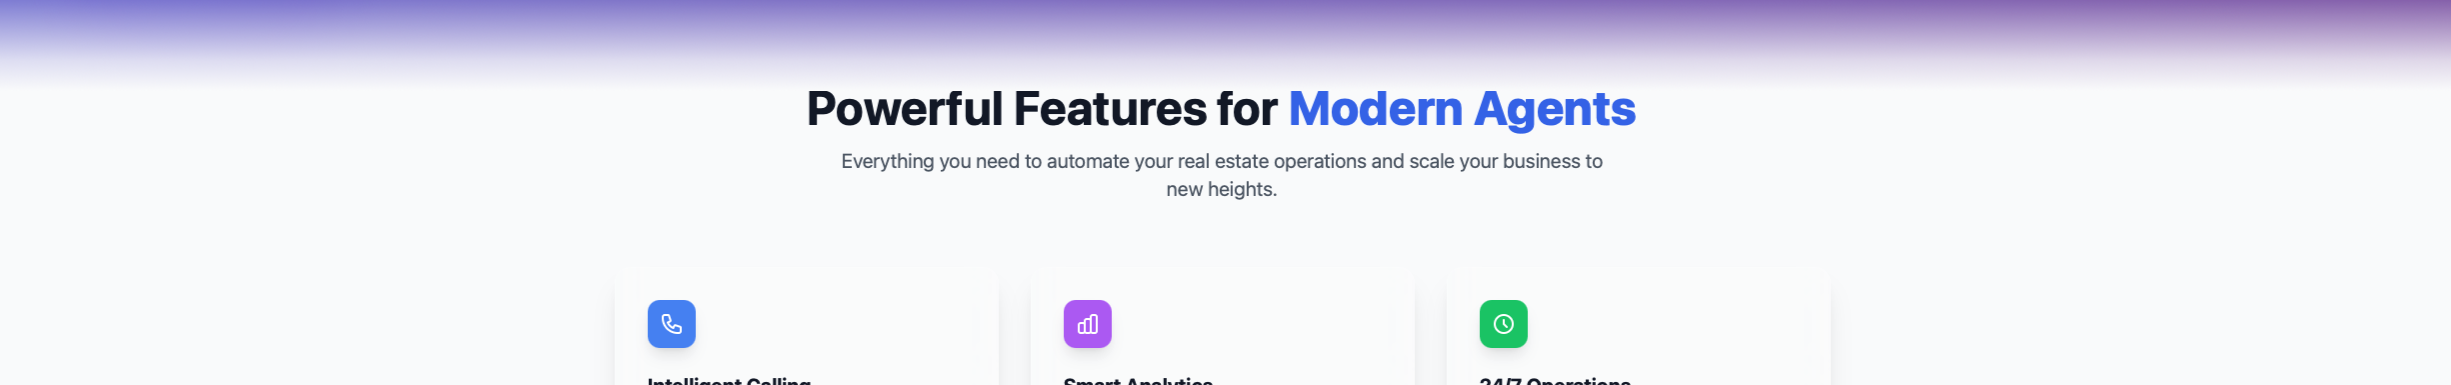 Powerful Features for Modern Agents
Everything you need to automate your real estate operations and scale your business to
new heights.
Intelligent Calling
Smart Analytics
24/7 Operations